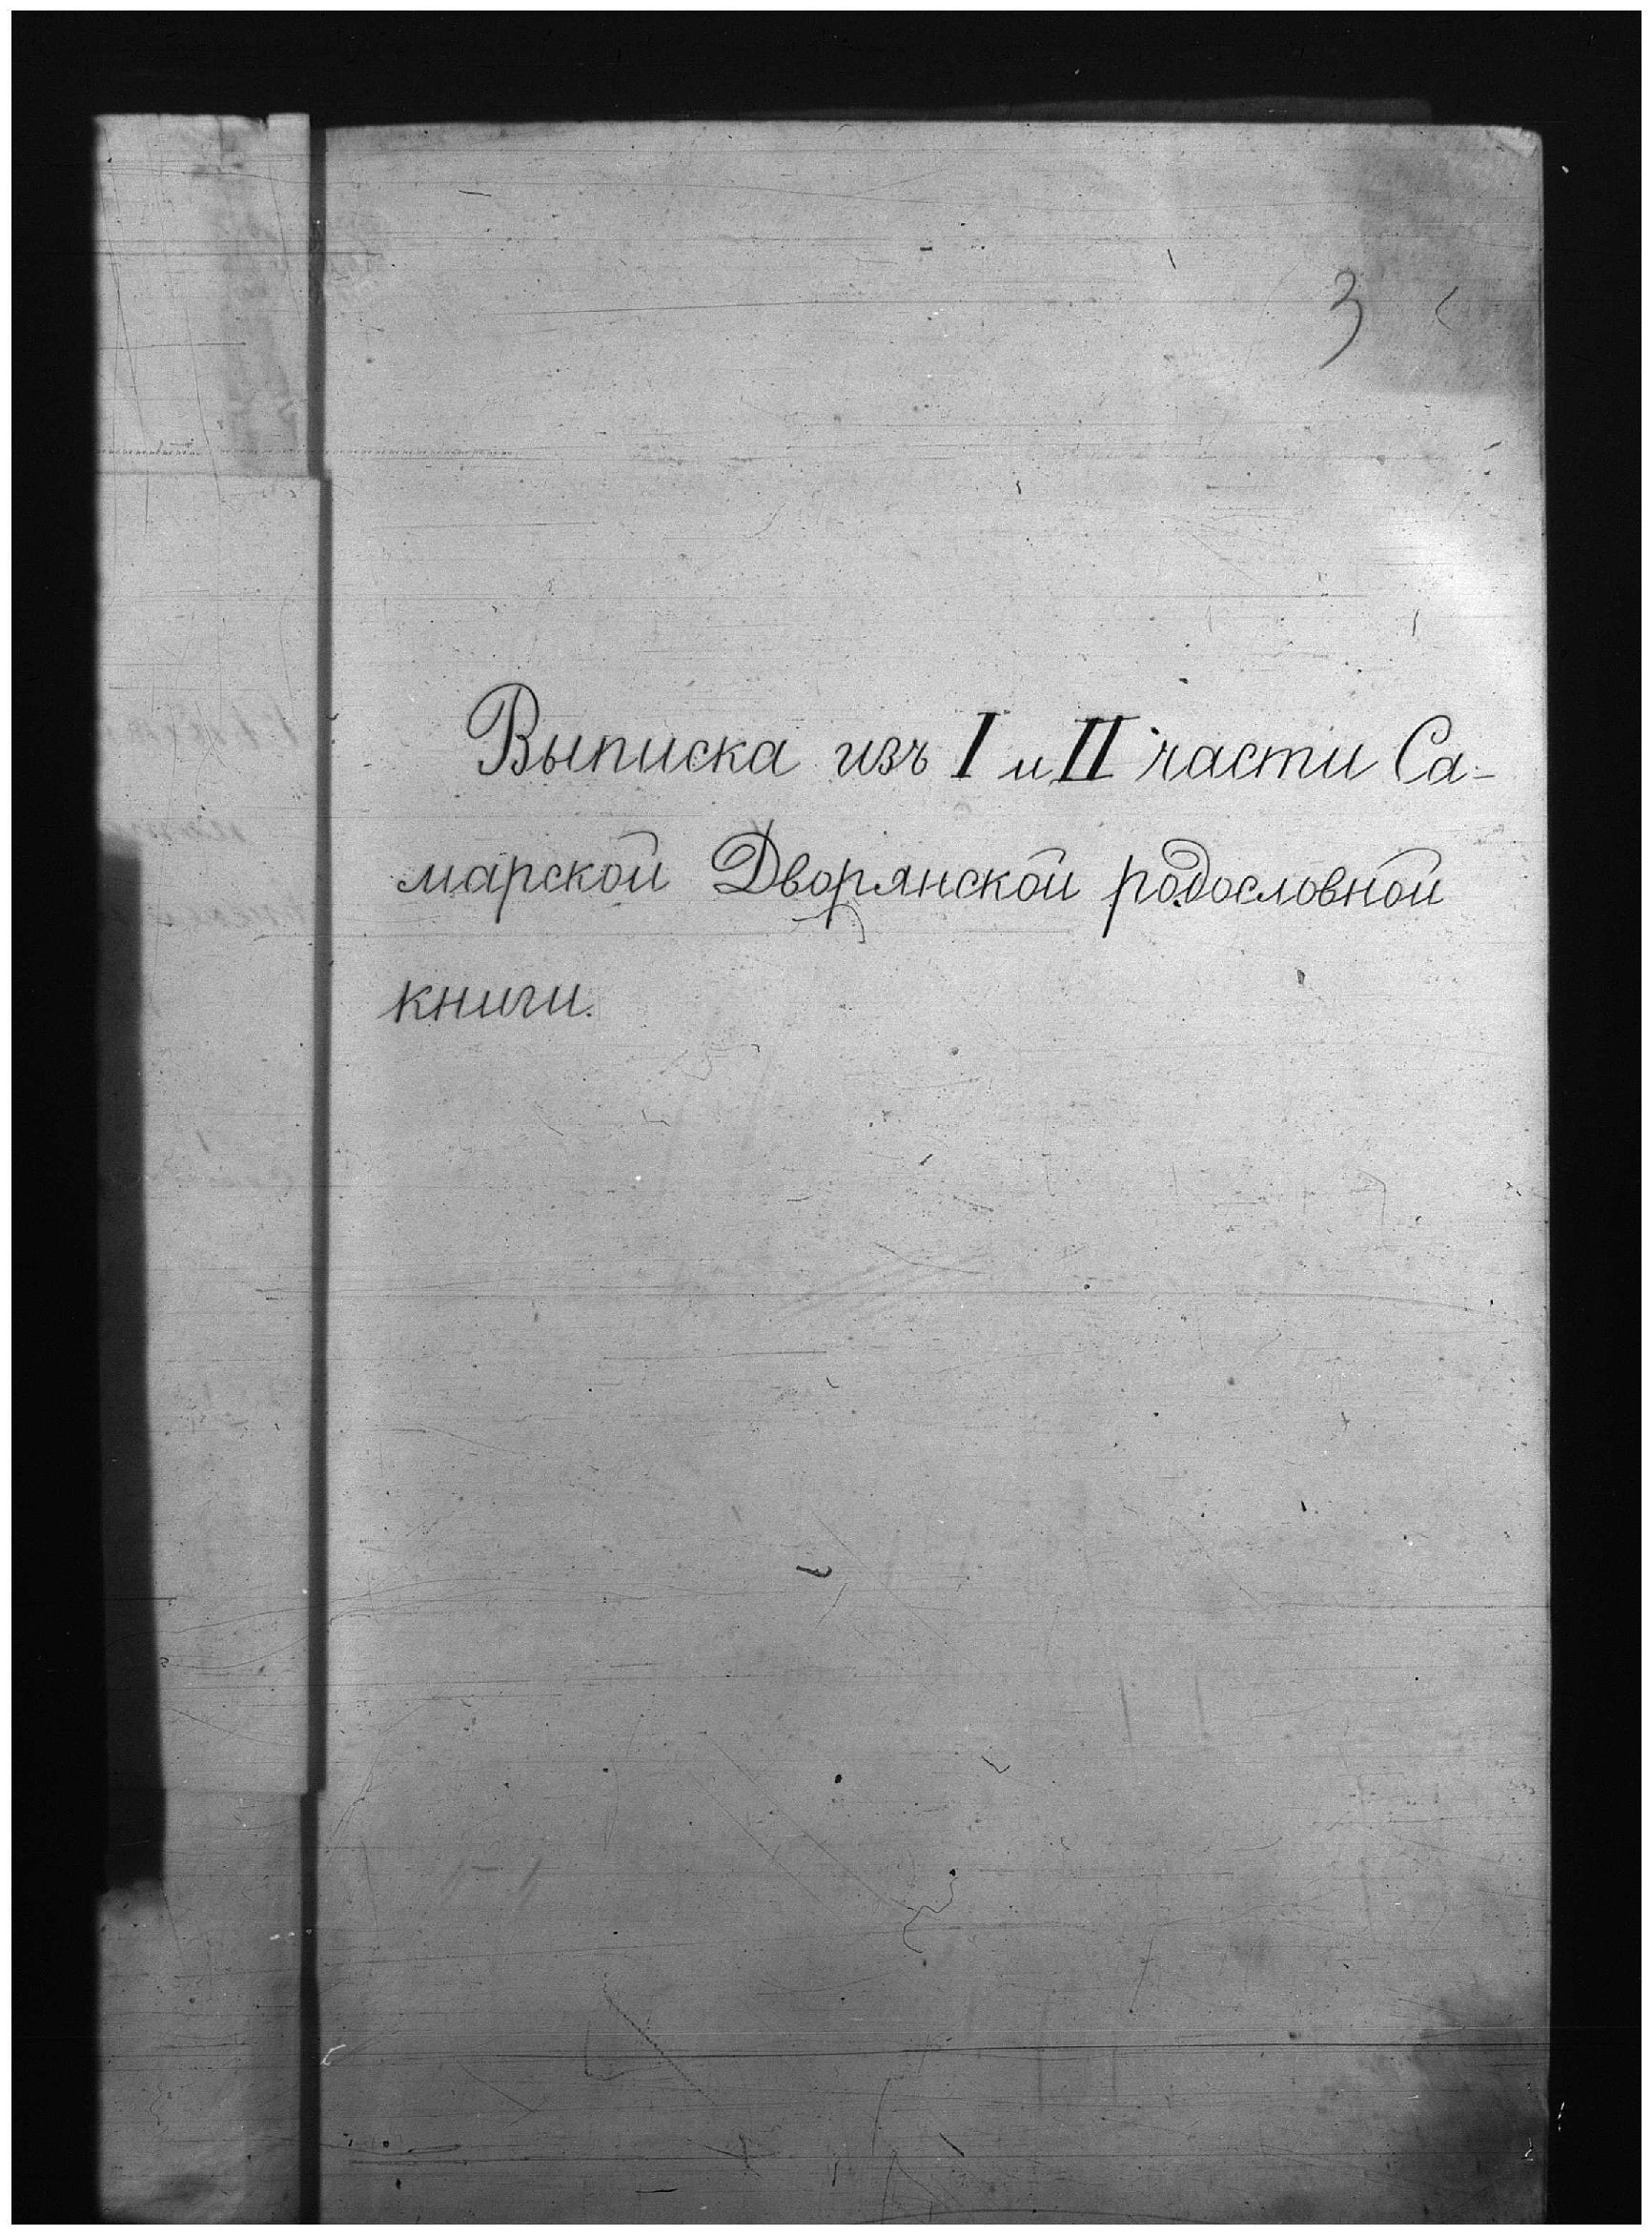 3
Выписка изъ I и II части Са-
марской Дворянской родословной
книги.